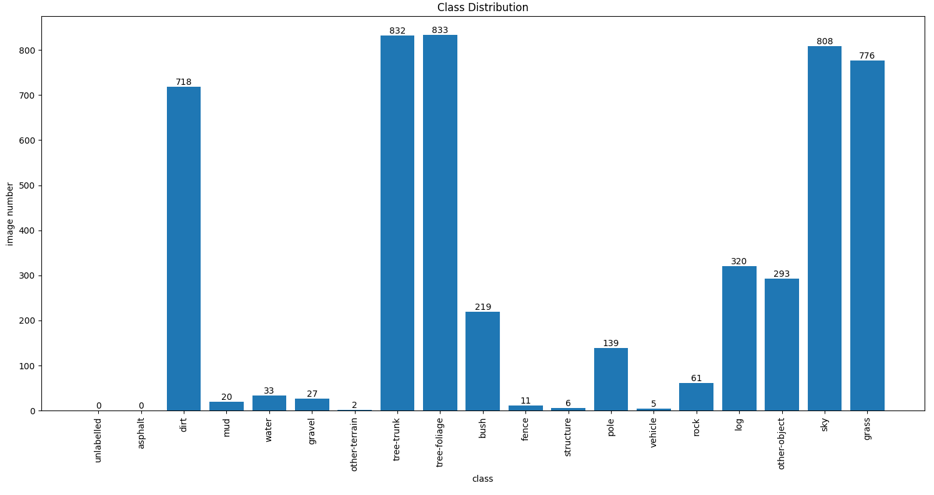 Class Distribution
image number
800
700
600
500
400
300
200
100
0
0
0
718
20
33
27
2
832
833
219
11
6
139
5
61
320
293
808
776
unlabelled
asphalt
dirt
mud
water
gravel
other-terrain
tree-trunk
tree-foliage
bush
fence
structure
pole
vehicle
rock
log
other-object
sky
grass
class